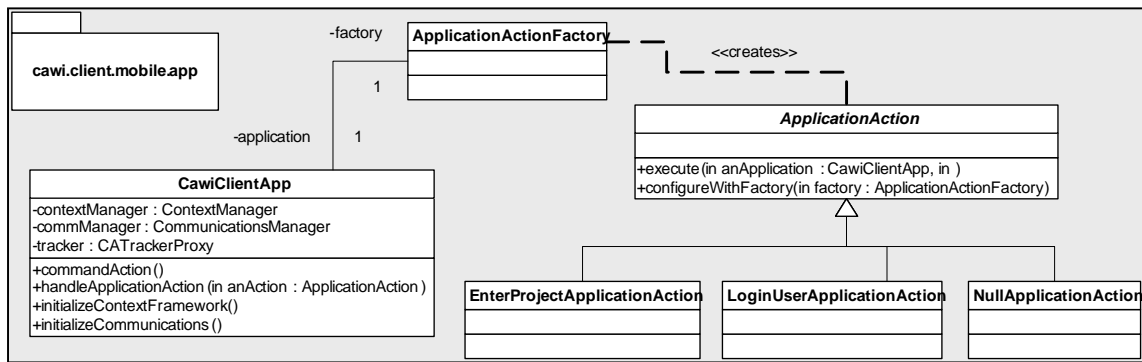 -factory
ApplicationActionFactory
<<creates>>
cawi.client.mobile.app
1
ApplicationAction
-application
1
+execute(in anApplication : CawiClientApp, in )
+configureWithFactory(in factory : ApplicationActionFactory)
CawiClientApp
-contextManager : ContextManager
-commManager : CommunicationsManager
-tracker : CATrackerProxy
+commandAction()
+handleApplicationAction(in anAction : ApplicationAction)
+initializeContextFramework()
+initializeCommunications()
EnterProjectApplicationAction
LoginUserApplicationAction
NullApplicationAction